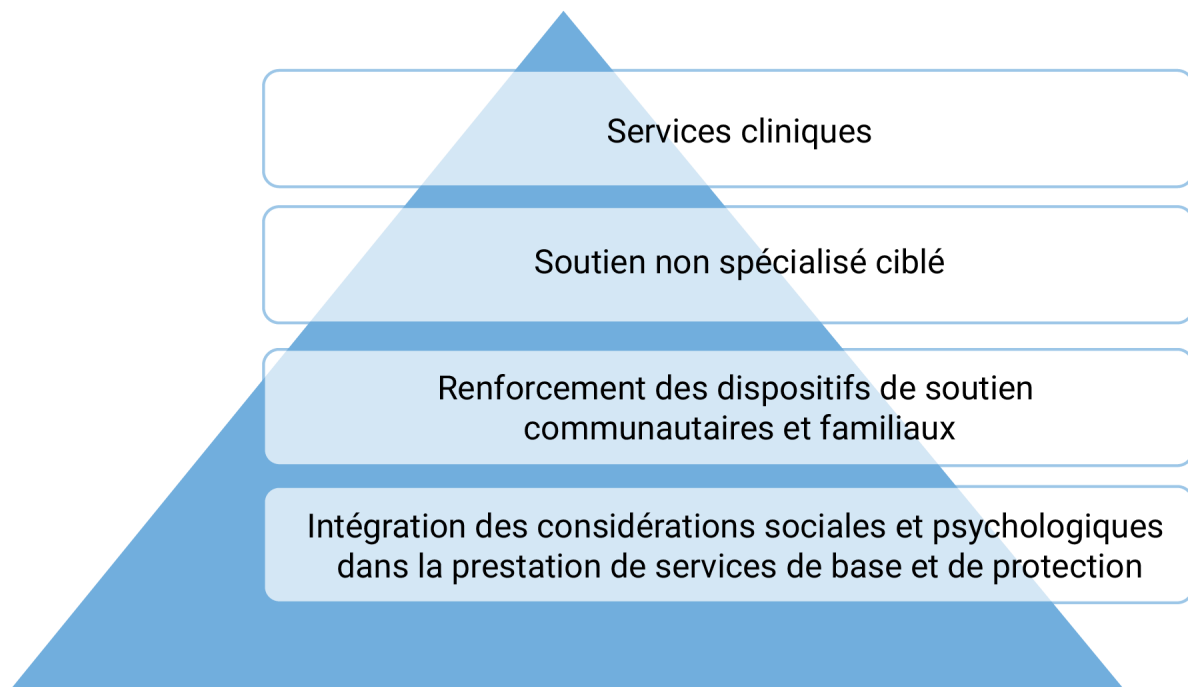 Services cliniques
Soutien non spécialisé ciblé
Renforcement des dispositifs de soutien
communautaires et familiaux
Intégration des considérations sociales et psychologiques
dans la prestation de services de base et de protection